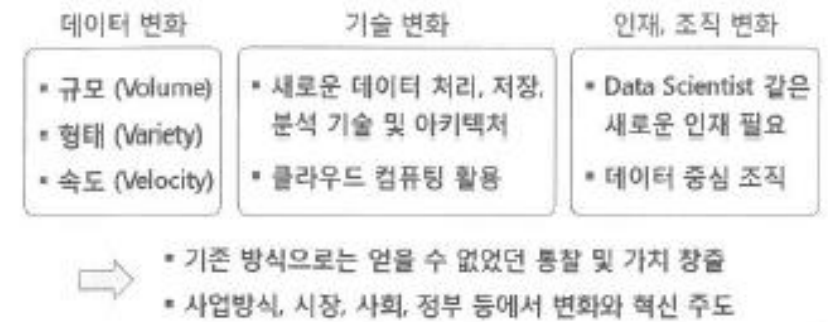 데이터 변화
기술 변화
인재, 조직 변화
▪ 규모 (Volume)
▪ 형태 (Variety)
▪ 속도 (Velocity)
▪ 새로운 데이터 처리, 저장,
분석 기술 및 아키텍처
▪ 클라우드 컴퓨팅 활용
▪ Data Scientist 같은
새로운 인재 필요
▪ 데이터 중심 조직
▪ 기존 방식으로는 얻을 수 없었던 통찰 및 가치 창출
▪ 사업방식, 시장, 사회, 정부 등에서 변화와 혁신 주도